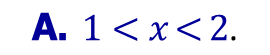 A. 1 < x < 2.